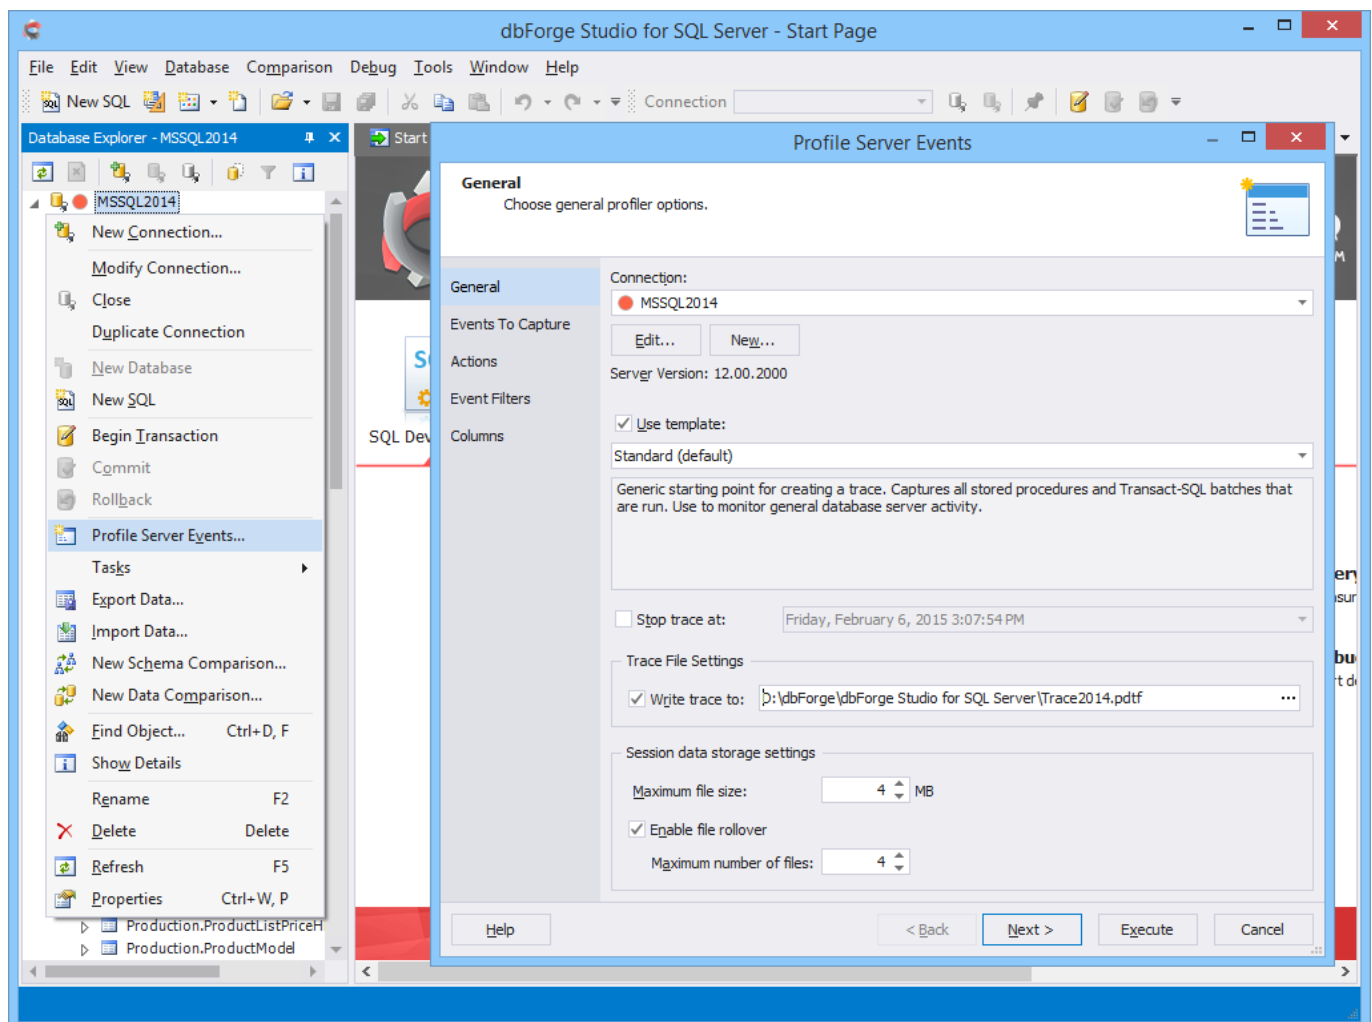 dbForge Studio for SQL Server - Start Page
File Edit View Database Comparison Debug Tools Window Help
New SQL Connection
Database Explorer - MSSQL2014
Start
MSSQL2014
New Connection...
Modify Connection...
Close
Duplicate Connection
New Database
New SQL
Begin Transaction
Commit
Rollback
Profile Server Events...
Tasks
Export Data...
Import Data...
New Schema Comparison...
New Data Comparison...
Find Object... Ctrl+D, F
Show Details
Rename F2
Delete Delete
Refresh F5
Properties Ctrl+W, P
Production.ProductListPriceH
Production.ProductModel
SQL Dev
Profile Server Events
General
Choose general profiler options.
General
Events To Capture
Actions
Event Filters
Columns
Connection:
MSSQL2014
Edit... New...
Server Version: 12.00.2000
Use template:
Standard (default)
Generic starting point for creating a trace. Captures all stored procedures and Transact-SQL batches that
are run. Use to monitor general database server activity.
Stop trace at: Friday, February 6, 2015 3:07:54 PM
Trace File Settings
Write trace to: D:\dbForge\dbForge Studio for SQL Server\Trace2014.pdtf
Session data storage settings
Maximum file size: 4 MB
Enable file rollover
Maximum number of files: 4
Help < Back Next > Execute Cancel